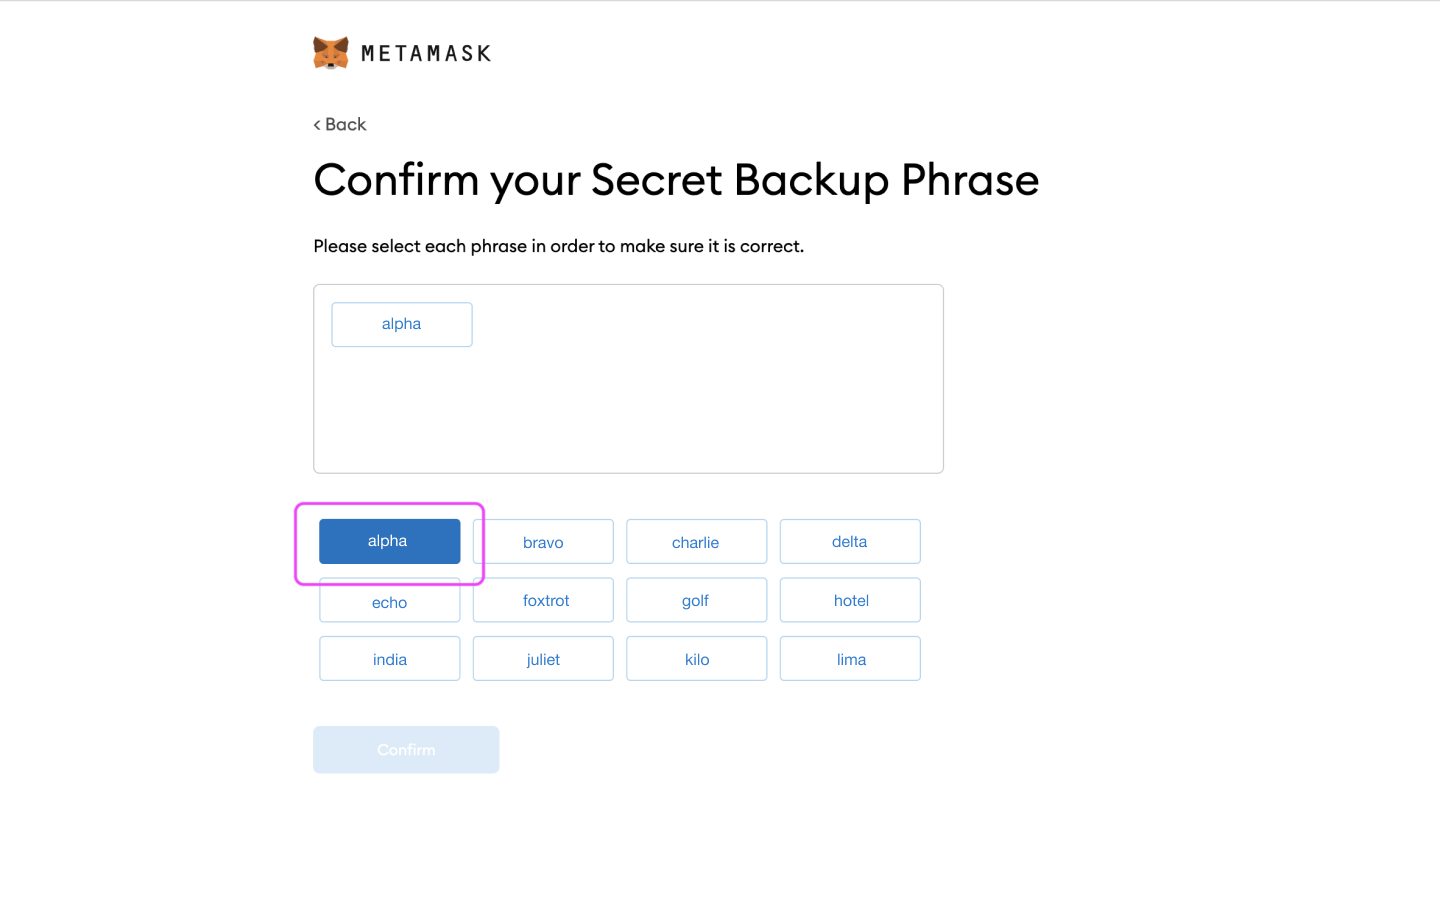 METAMASK
< Back
Confirm your Secret Backup Phrase
Please select each phrase in order to make sure it is correct.
alpha
alpha bravo charlie delta
echo foxtrot golf hotel
india juliet kilo lima
Confirm